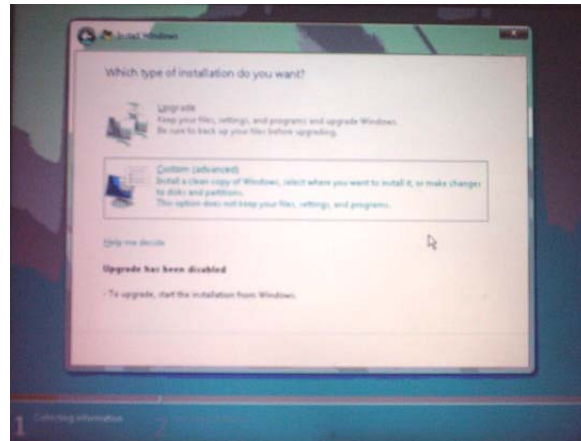 Install Windows
Which type of installation do you want?
Upgrade
Keep your files, settings, and programs and upgrade Windows.
Be sure to back up your files before upgrading.
Custom (advanced)
Install a clean copy of Windows, select where you want to install it, or make changes
to disks and partitions.
This option does not keep your files, settings, and programs.
Help me decide
Upgrade has been disabled
- To upgrade, start the installation from Windows.
1 Collecting information
2